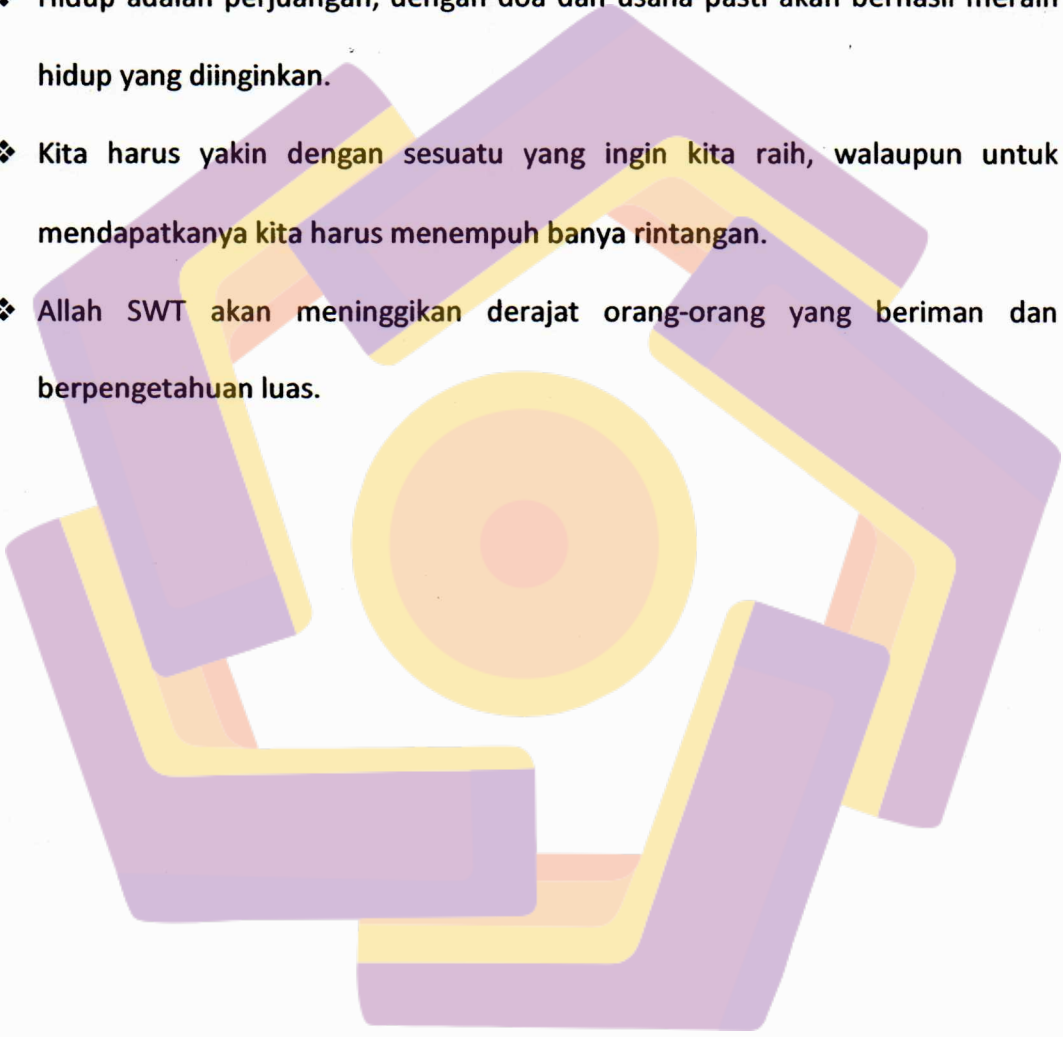 ❖ Hidup adalah perjuangan, dengan doa dan usaha pasti akan berhasil meraih
hidup yang diinginkan.
❖ Kita harus yakin dengan sesuatu yang ingin kita raih, walaupun untuk
mendapatkanya kita harus menempuh banya rintangan.
❖ Allah SWT akan meninggikan derajat orang-orang yang beriman dan
berpengetahuan luas.